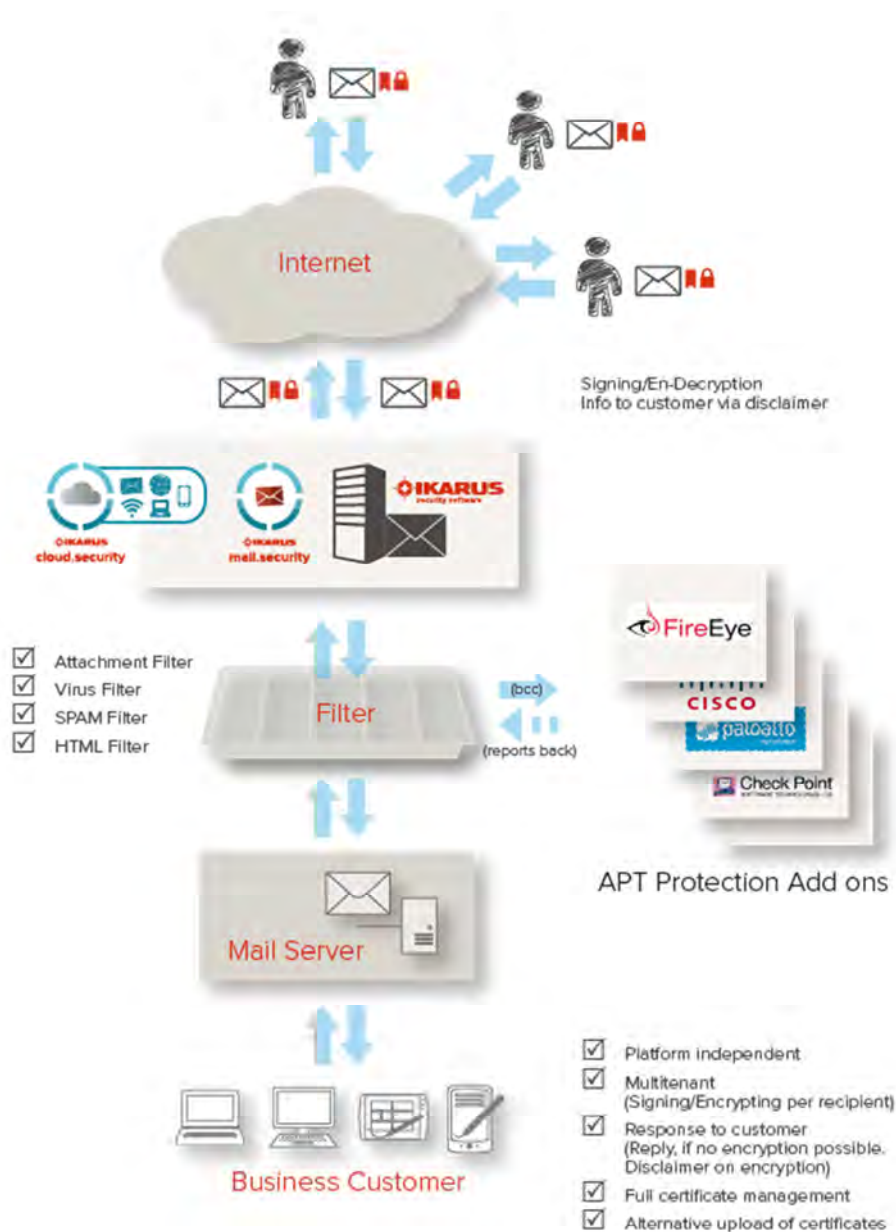 Internet
Signing/En-Decryption
Info to customer via disclaimer
IKARUS
security software
IKARUS
cloud.security
IKARUS
mail.security
FireEye
CISCO
paloalto
Check Point
APT Protection Add ons
Attachment Filter
Virus Filter
SPAM Filter
HTML Filter
Filter
(bcc)
(reports back)
Mail Server
Business Customer
Platform independent
Multitenant
(Signing/Encrypting per recipient)
Response to customer
(Reply, if no encryption possible.
Disclaimer on encryption)
Full certificate management
Alternative upload of certificates